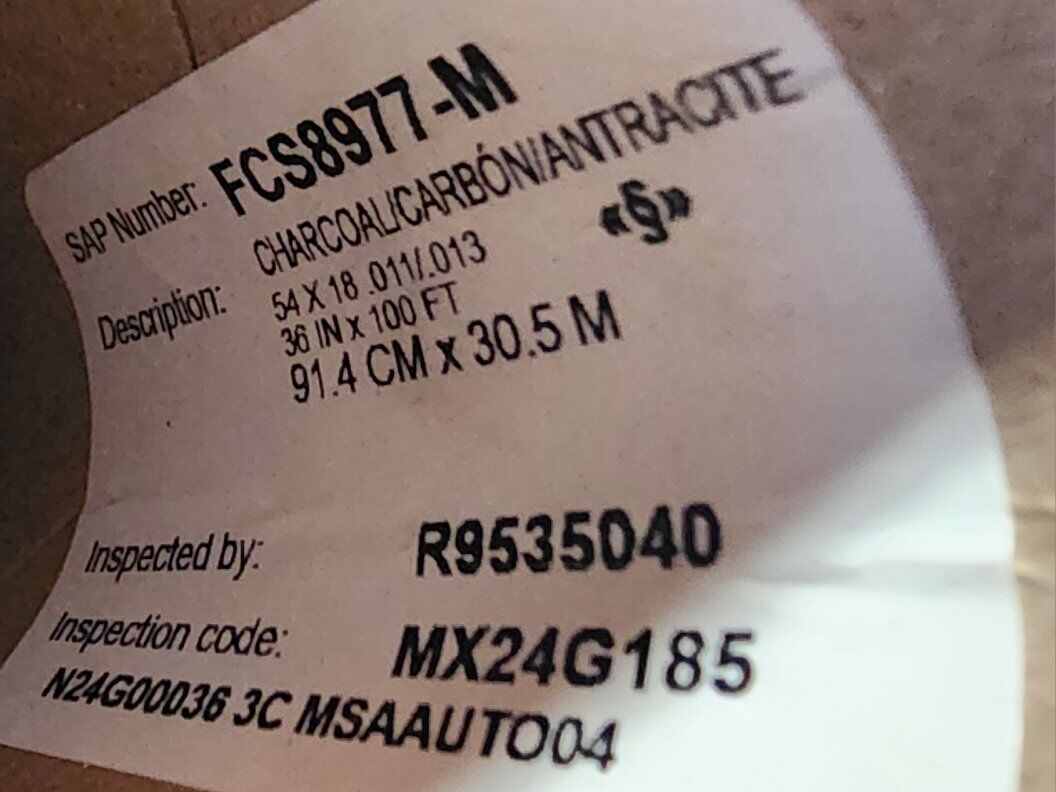 SAP Number: FCS8977-M
Description: CHARCOAL/CARBÓN/ANTRACITE
54 X 18 .011/.013 «§»
36 IN x 100 FT
91.4 CM x 30.5 M
Inspected by: R9535040
Inspection code: MX24G185
N24G00036 3C MSAAUTO04